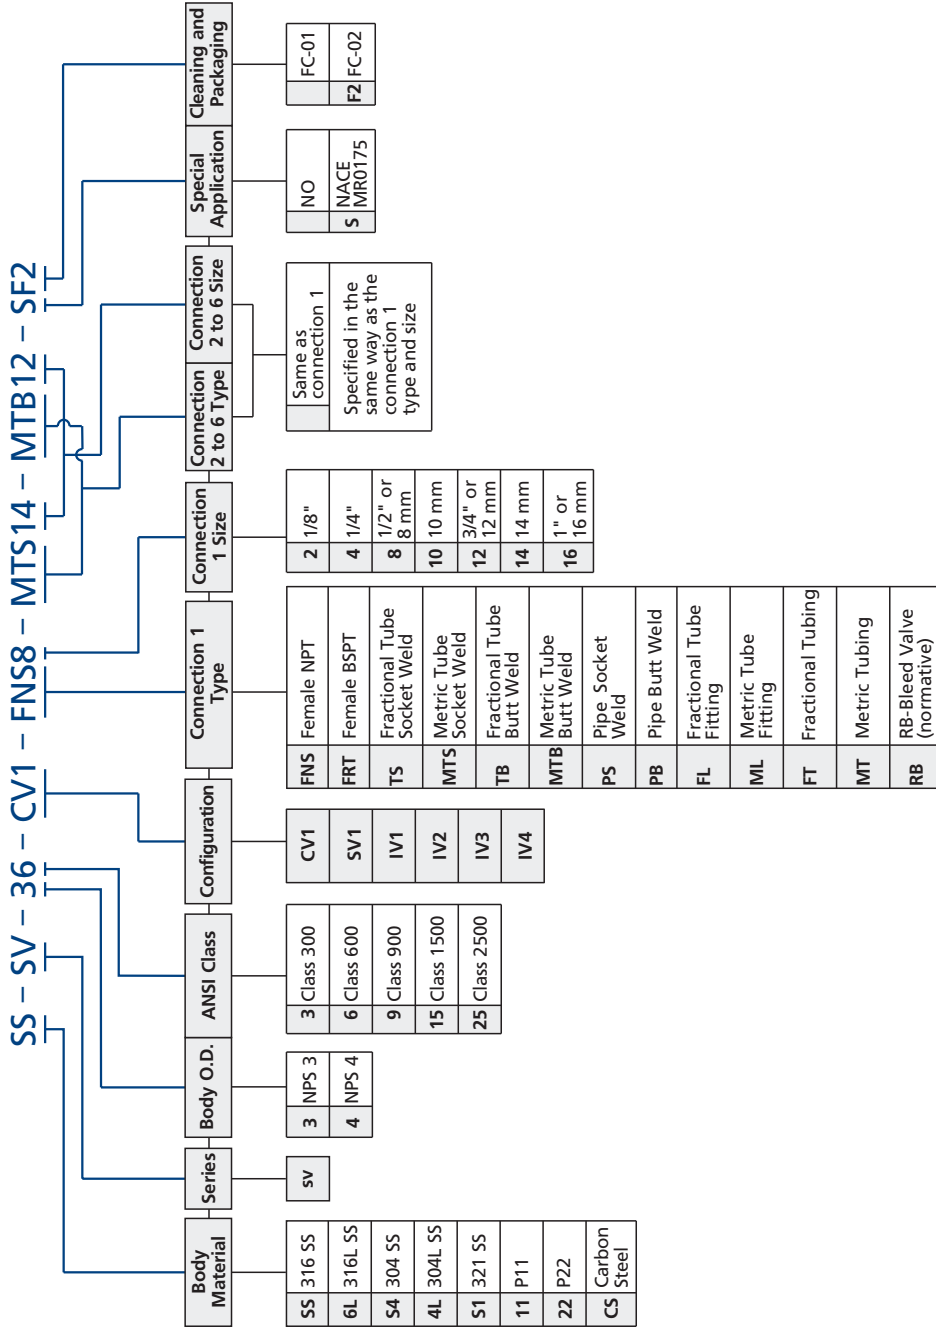 SS – SV – 36 – CV1 – FNS8 – MTS14 – MTB12 – SF2
Body
Material
SS 316 SS
6L 316L SS
S4 304 SS
4L 304L SS
S1 321 SS
11 P11
22 P22
CS Carbon
Steel
Series
sv
Body O.D.
3 NPS 3
4 NPS 4
ANSI Class
3 Class 300
6 Class 600
9 Class 900
15 Class 1500
25 Class 2500
Configuration
CV1
SV1
IV1
IV2
IV3
IV4
Connection 1
Type
FNS Female NPT
FRT Female BSPT
TS Fractional Tube
Socket Weld
MTS Metric Tube
Socket Weld
TB Fractional Tube
Butt Weld
MTB Metric Tube
Butt Weld
PS Pipe Socket
Weld
PB Pipe Butt Weld
FL Fractional Tube
Fitting
ML Metric Tube
Fitting
FT Fractional Tubing
MT Metric Tubing
RB RB-Bleed Valve
(normative)
Connection
1 Size
2 1/8"
4 1/4"
8 1/2" or
8 mm
10 10 mm
12 3/4" or
12 mm
14 14 mm
16 1" or
16 mm
Connection
2 to 6 Type
Connection
2 to 6 Size
Same as
connection 1
Specified in the
same way as the
connection 1
type and size
Special
Application
NO
S NACE
MR0175
Cleaning and
Packaging
FC-01
F2 FC-02